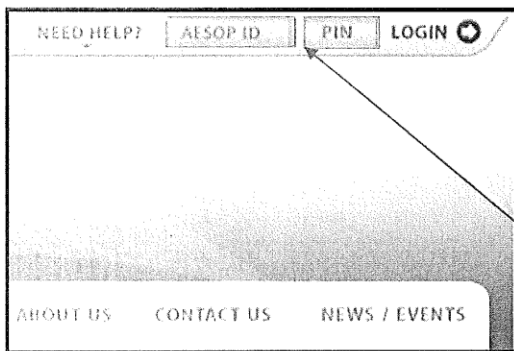 NEED HELP? AESOP ID PIN LOGIN
ABOUT US CONTACT US NEWS / EVENTS